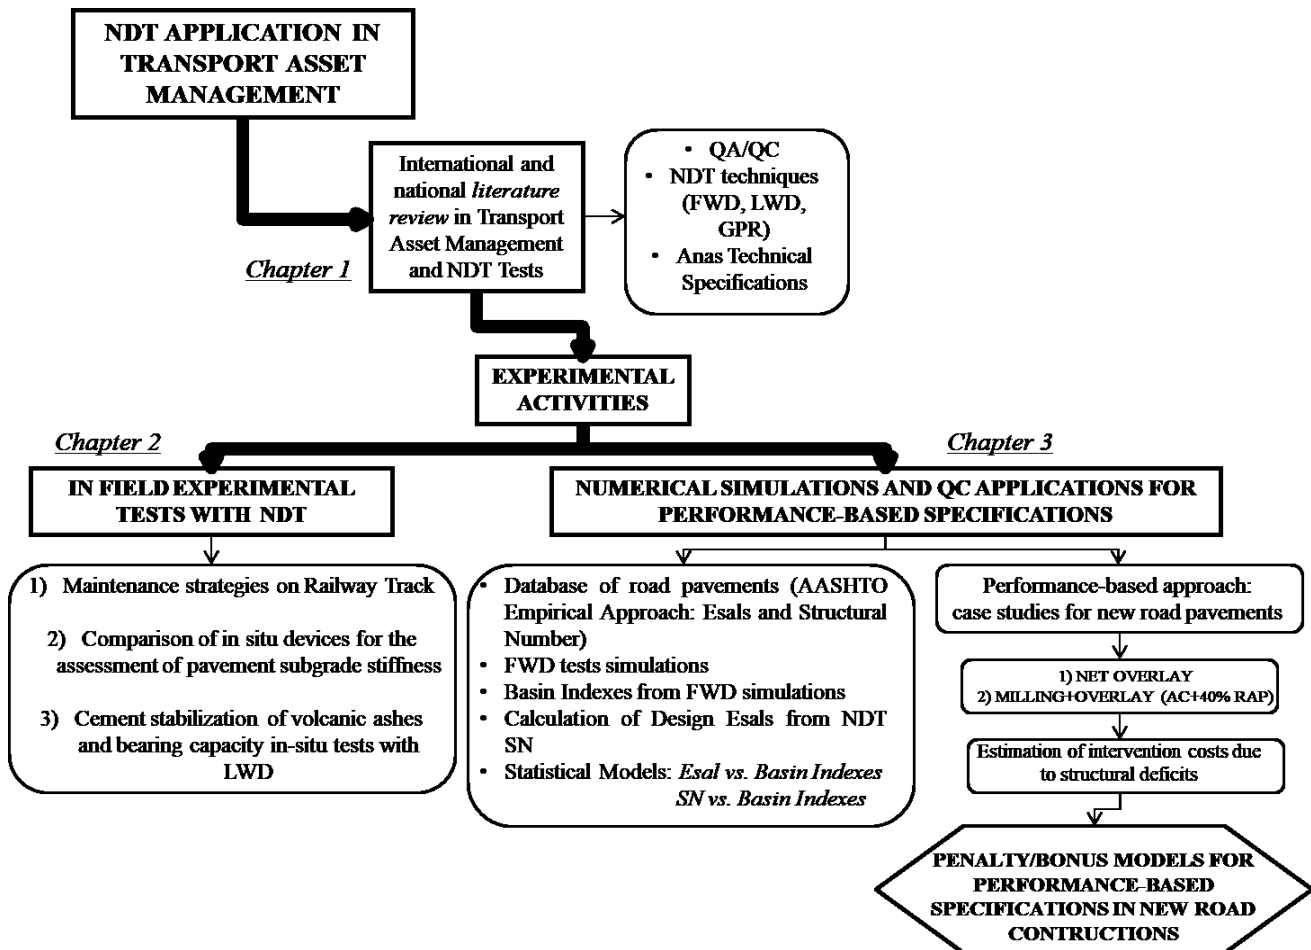 NDT APPLICATION IN
TRANSPORT ASSET
MANAGEMENT
International and
national literature
review in Transport
Asset Management
and NDT Tests
Chapter 1
• QA/QC
• NDT techniques
(FWD, LWD,
GPR)
• Anas Technical
Specifications
EXPERIMENTAL
ACTIVITIES
Chapter 2
Chapter 3
IN FIELD EXPERIMENTAL
TESTS WITH NDT
NUMERICAL SIMULATIONS AND QC APPLICATIONS FOR
PERFORMANCE-BASED SPECIFICATIONS
1) Maintenance strategies on Railway Track
2) Comparison of in situ devices for the
assessment of pavement subgrade stiffness
3) Cement stabilization of volcanic ashes
and bearing capacity in-situ tests with
LWD
• Database of road pavements (AASHTO
Empirical Approach: Esals and Structural
Number)
• FWD tests simulations
• Basin Indexes from FWD simulations
• Calculation of Design Esals from NDT
SN
• Statistical Models: Esal vs. Basin Indexes
SN vs. Basin Indexes
Performance-based approach:
case studies for new road pavements
1) NET OVERLAY
2) MILLING+OVERLAY (AC+40% RAP)
Estimation of intervention costs due
to structural deficits
PENALTY/BONUS MODELS FOR
PERFORMANCE-BASED
SPECIFICATIONS IN NEW ROAD
CONTRUCTIONS